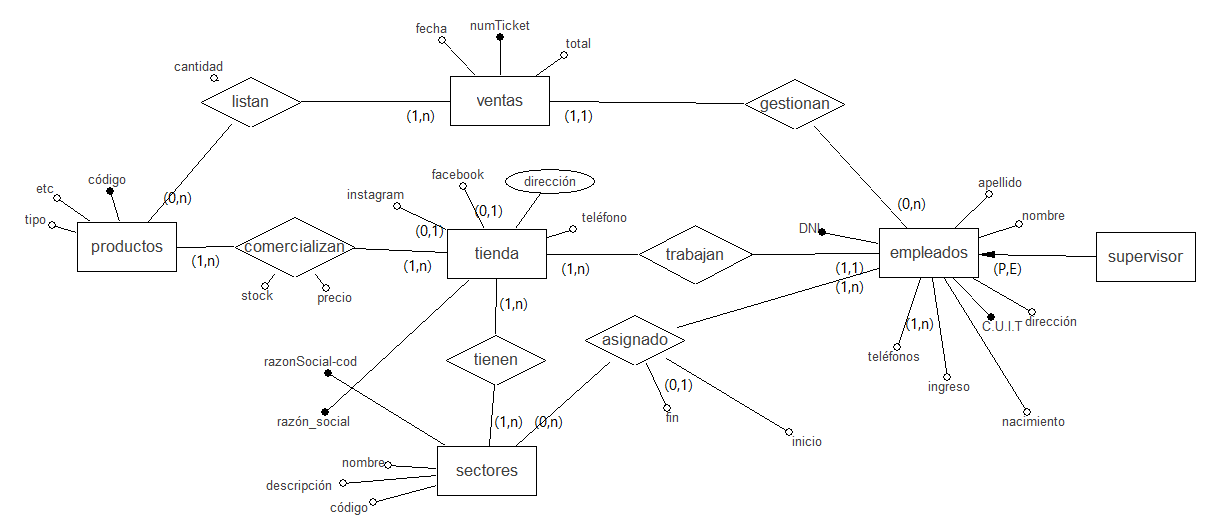 numTicket
fecha
total
cantidad
listan
ventas
gestionan
(1,n)
(1,1)
código
etc
tipo
(0,n)
productos
(1,n)
comercializan
stock
precio
instagram
facebook
dirección
teléfono
(0,1)
(0,1)
(1,n)
tienda
(1,n)
(1,n)
trabajan
apellido
nombre
(0,n)
DNI
empleados
(1,1)
(1,n)
(P,E)
supervisor
C.U.I.T
dirección
(1,n)
teléfonos
ingreso
nacimiento
asignado
(0,1)
fin
inicio
(0,n)
tienen
(1,n)
razonSocial-cod
razón_social
nombre
descripción
código
sectores